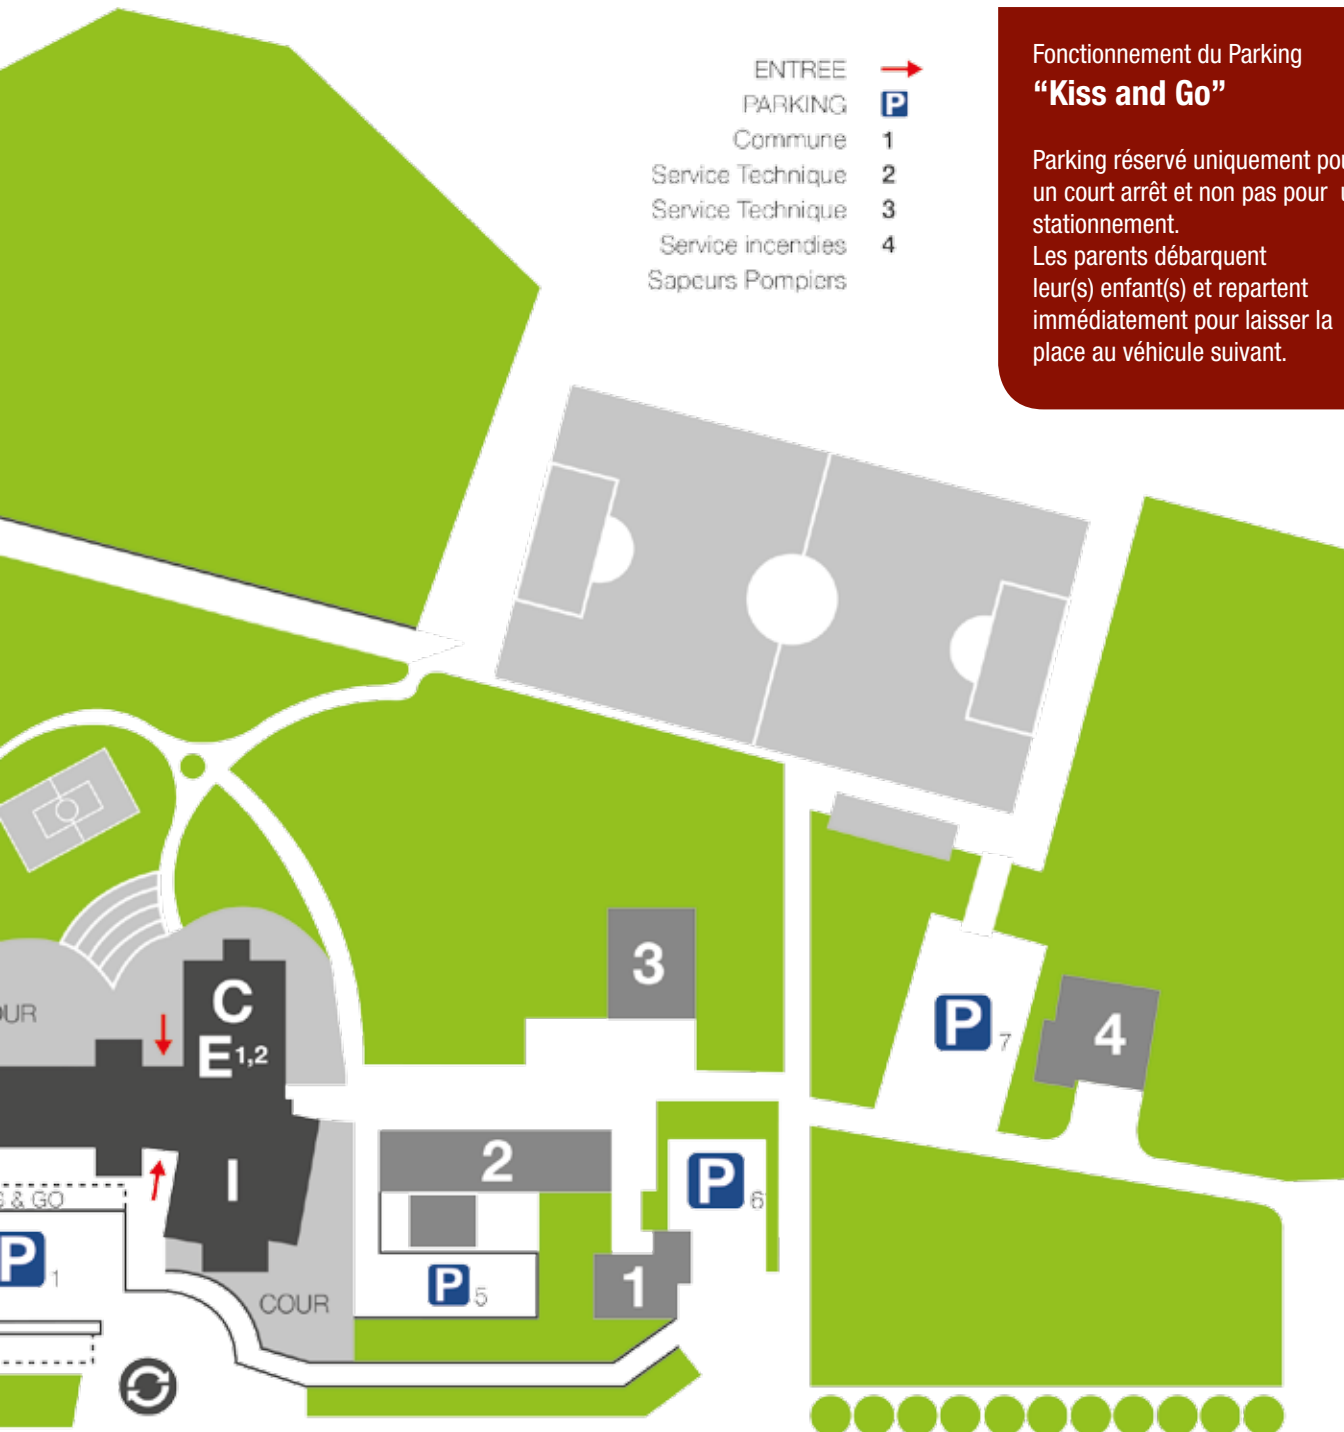 ENTREE
PARKING P
Commune 1
Service Technique 2
Service Technique 3
Service incendies 4
Sapeurs Pompiers
Fonctionnement du Parking
“Kiss and Go”
Parking réservé uniquement
un court arrêt et non pas pour
stationnement.
Les parents débarquent
leur(s) enfant(s) et repartent
immédiatement pour laisser la
place au véhicule suivant.
3
C
E1,2
P 7
4
I
2
P 6
& GO
P 1
P 5
1
COUR